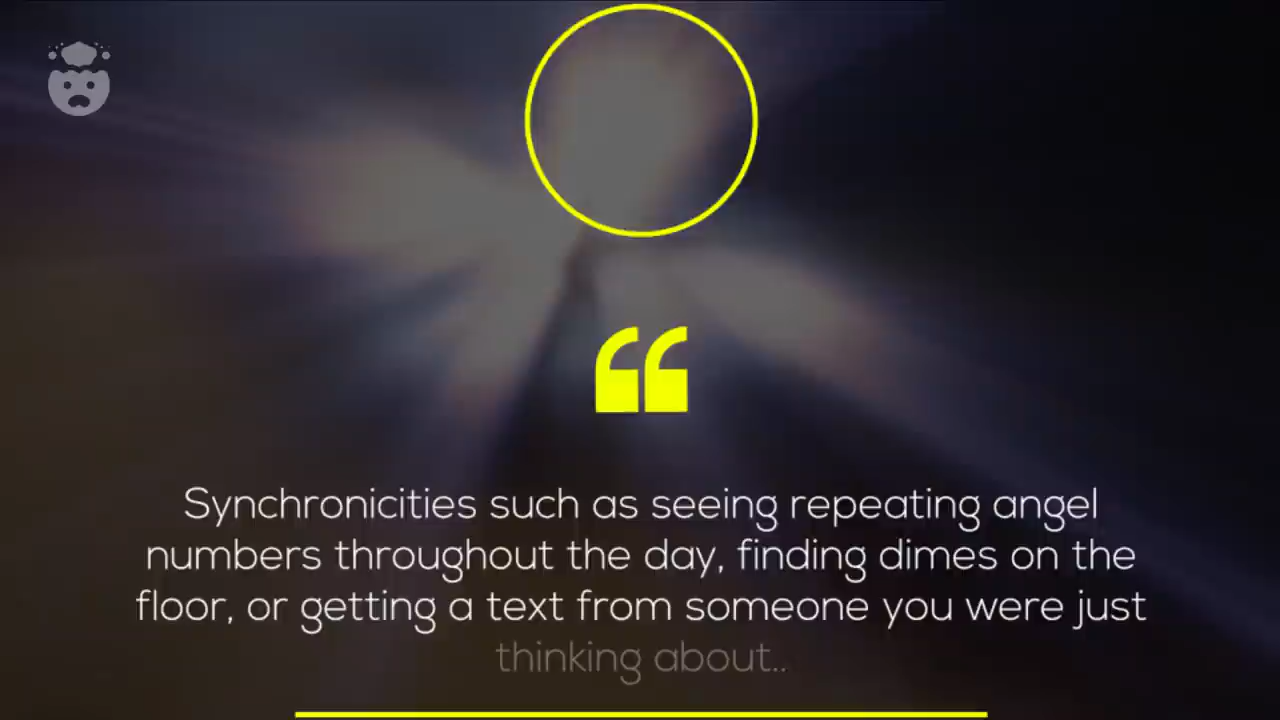 “
Synchronicities such as seeing repeating angel
numbers throughout the day, finding dimes on the
floor, or getting a text from someone you were just
thinking about..